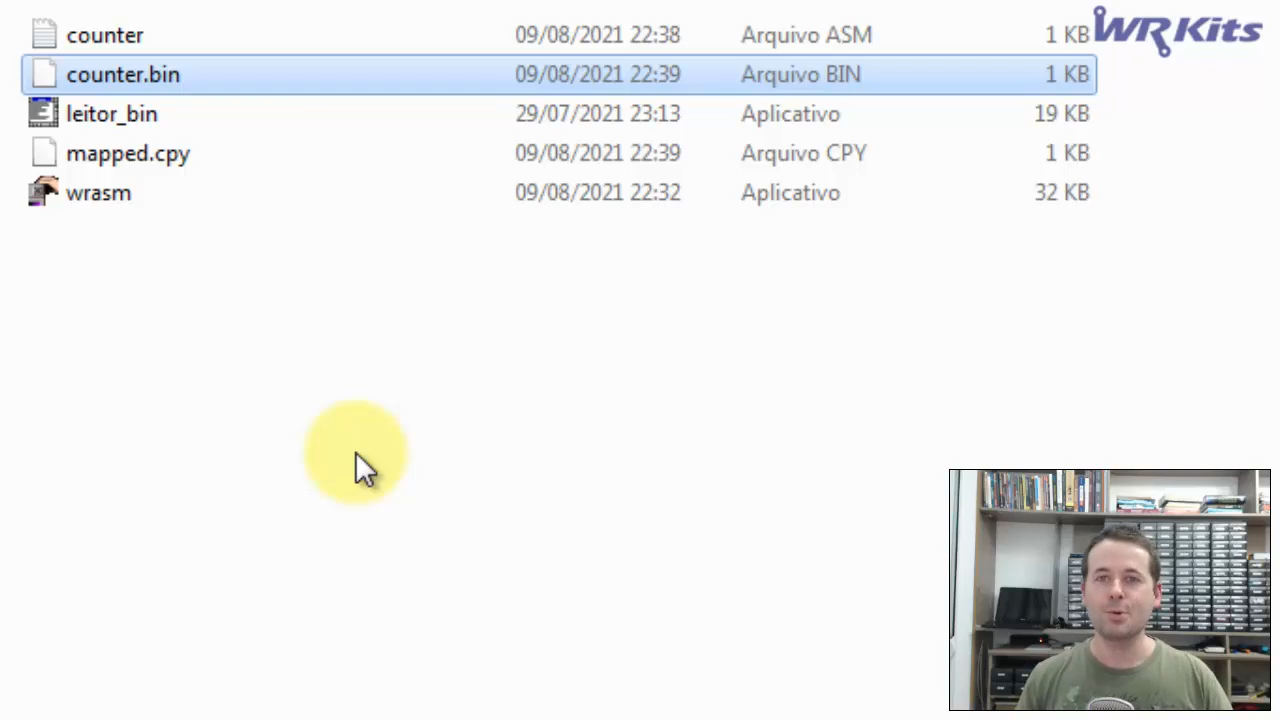 counter 09/08/2021 22:38 Arquivo ASM 1 KB
WRKits
counter.bin 09/08/2021 22:39 Arquivo BIN 1 KB
leitor_bin 29/07/2021 23:13 Aplicativo 19 KB
mapped.cpy 09/08/2021 22:39 Arquivo CPY 1 KB
wrasm 09/08/2021 22:32 Aplicativo 32 KB